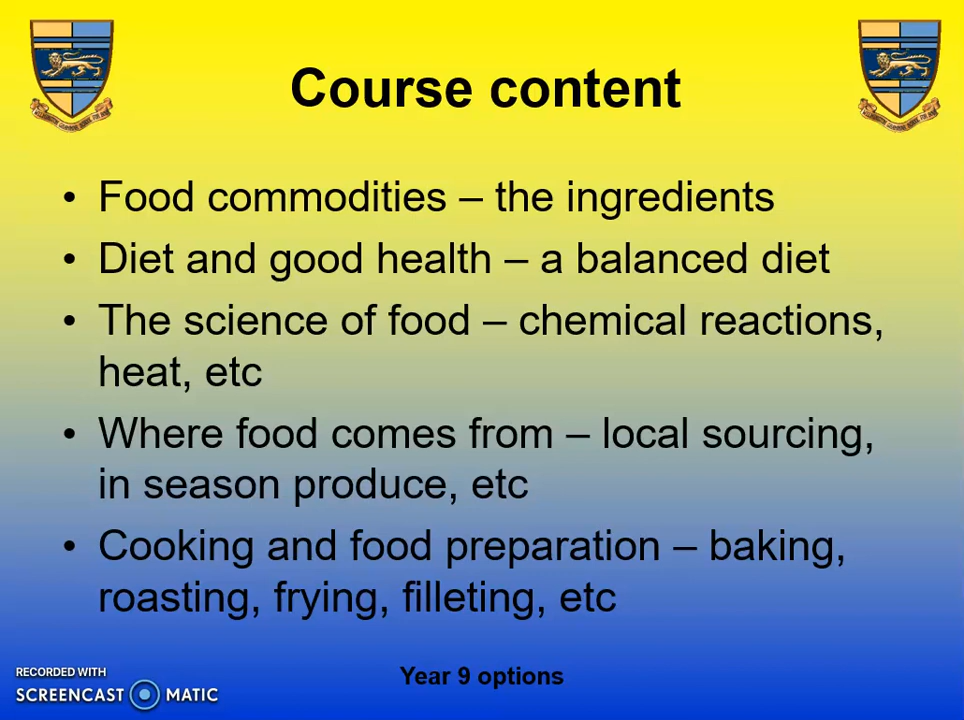 Course content
• Food commodities – the ingredients
• Diet and good health – a balanced diet
• The science of food – chemical reactions,
heat, etc
• Where food comes from – local sourcing,
in season produce, etc
• Cooking and food preparation – baking,
roasting, frying, filleting, etc
Year 9 options
RECORDED WITH
SCREENCAST MATIC